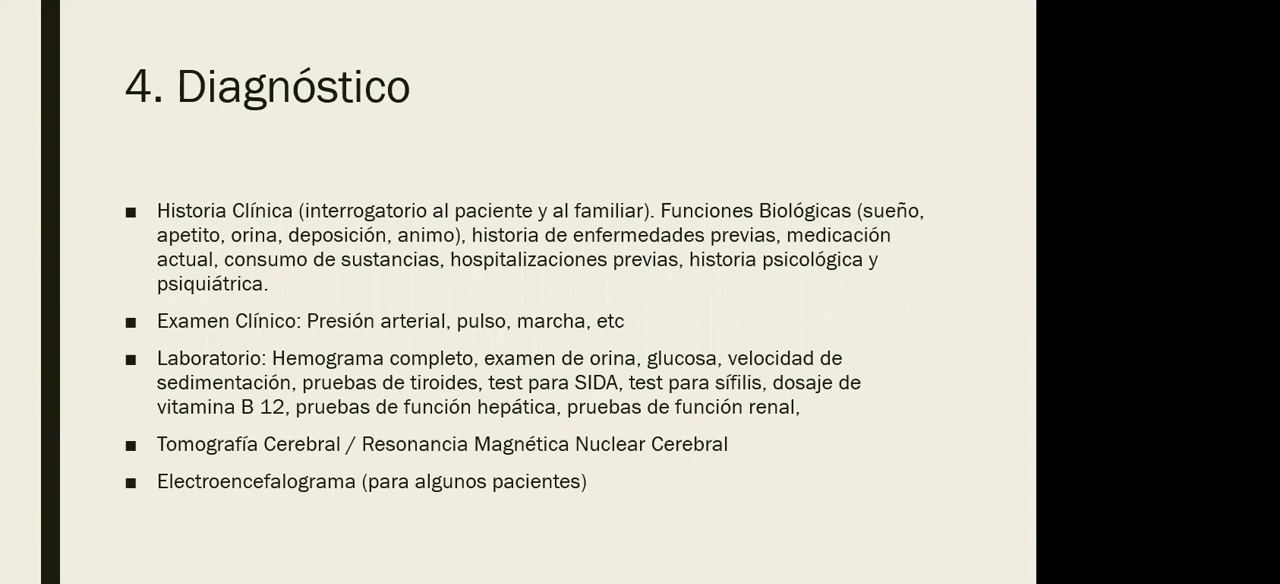 4. Diagnóstico
■ Historia Clínica (interrogatorio al paciente y al familiar). Funciones Biológicas (sueño,
apetito, orina, deposición, animo), historia de enfermedades previas, medicación
actual, consumo de sustancias, hospitalizaciones previas, historia psicológica y
psiquiátrica.
■ Examen Clínico: Presión arterial, pulso, marcha, etc
■ Laboratorio: Hemograma completo, examen de orina, glucosa, velocidad de
sedimentación, pruebas de tiroides, test para SIDA, test para sífilis, dosaje de
vitamina B 12, pruebas de función hepática, pruebas de función renal,
■ Tomografía Cerebral / Resonancia Magnética Nuclear Cerebral
■ Electroencefalograma (para algunos pacientes)